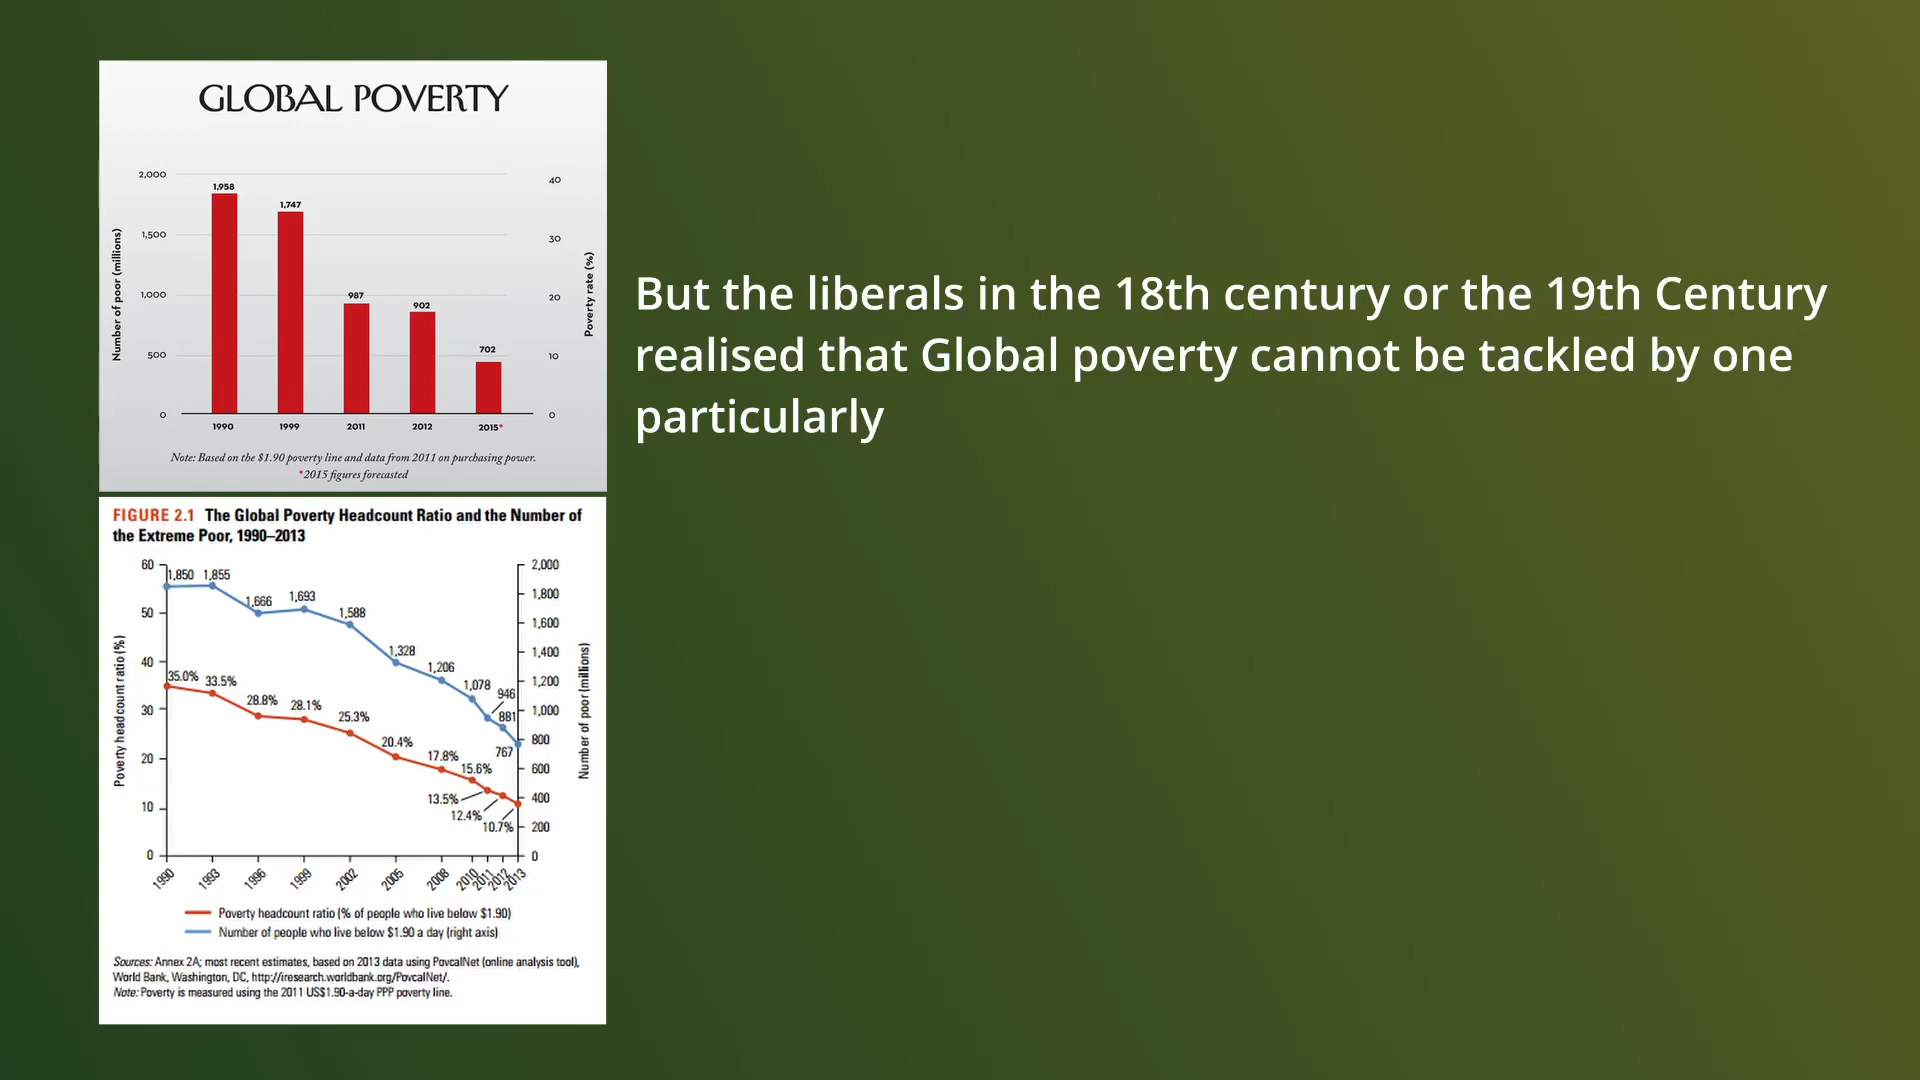 GLOBAL POVERTY
Number of poor (millions)
2,000
1,500
1,000
500
0
1,958
1,747
987
902
702
40
30
20
10
0
Poverty rate (%)
1990 1999 2011 2012 2015*
Note: Based on the $1.90 poverty line and data from 2011 on purchasing power.
*2015 figures forecasted
But the liberals in the 18th century or the 19th Century
realised that Global poverty cannot be tackled by one
particularly
FIGURE 2.1 The Global Poverty Headcount Ratio and the Number of
the Extreme Poor, 1990–2013
Poverty headcount ratio (%)
60
50
40
30
20
10
0
1,850 1,855
1,666
1,693
1,588
1,328
1,206
1,078
946
881
767
35.0%
33.5%
28.8%
28.1%
25.3%
20.4%
17.8%
15.6%
13.5%
12.4%
10.7%
2,000
1,800
1,600
1,400
1,200
1,000
800
600
400
200
0
Number of poor (millions)
1990 1993 1996 1999 2002 2005 2008 2010 2011 2012 2013
Poverty headcount ratio (% of people who live below $1.90)
Number of people who live below $1.90 a day (right axis)
Sources: Annex 2A; most recent estimates, based on 2013 data using PovcalNet (online analysis tool),
World Bank, Washington, DC, http://iresearch.worldbank.org/PovcalNet/.
Note: Poverty is measured using the 2011 US$1.90-a-day PPP poverty line.